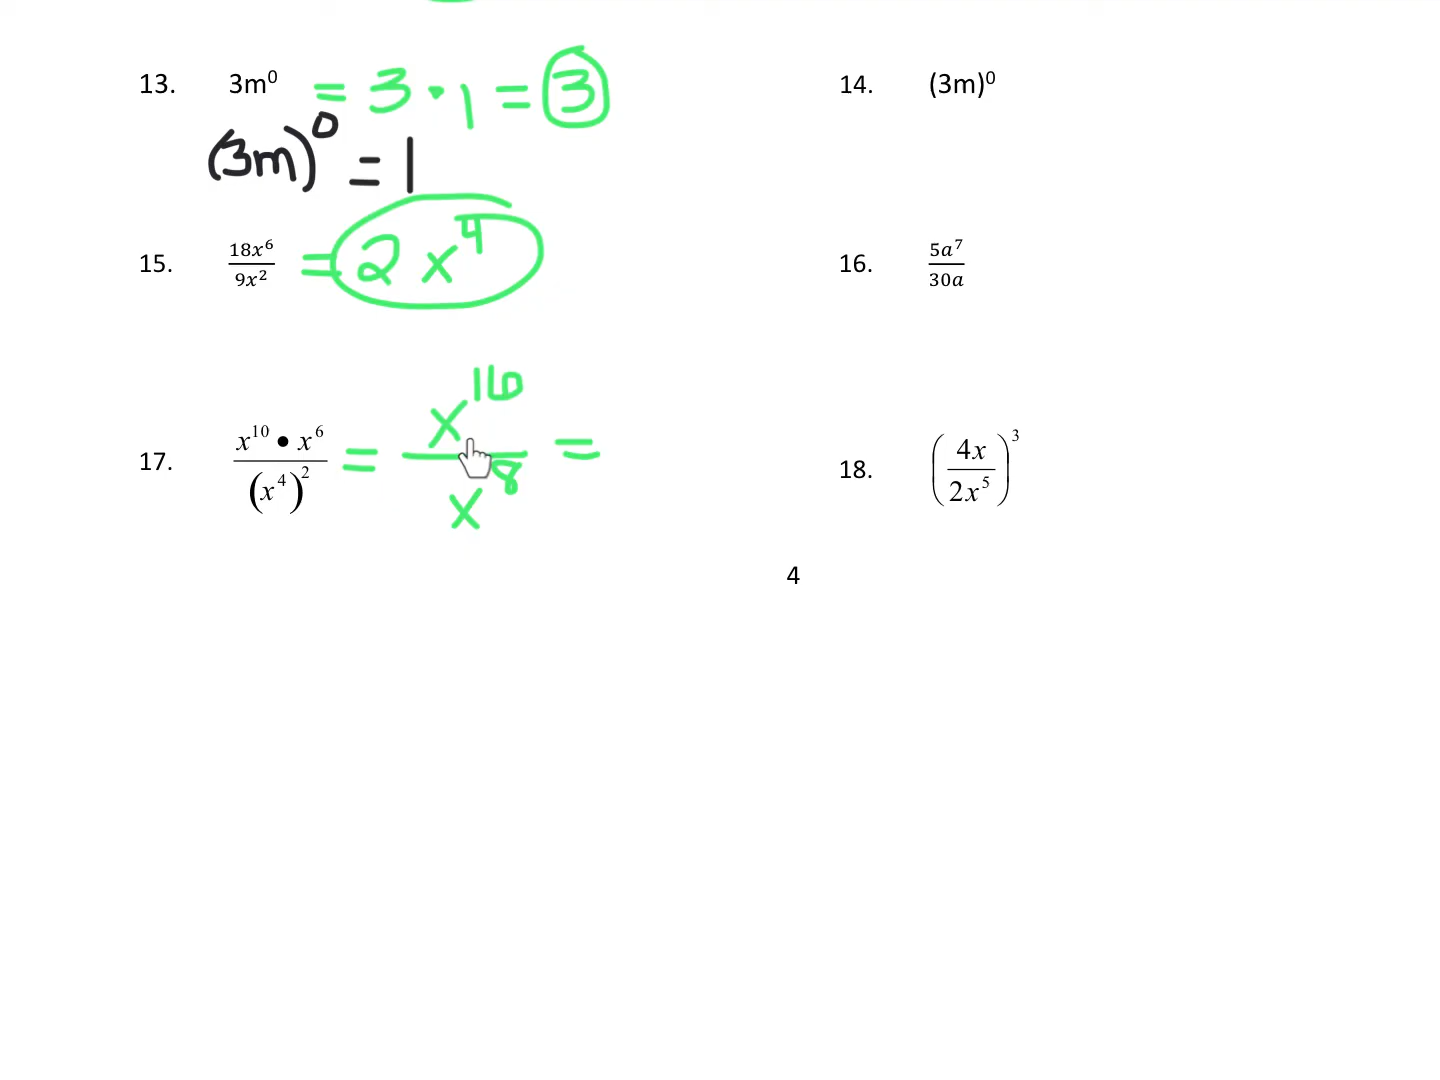 13. 3m⁰ = 3 · 1 = 3
14. (3m)⁰
(3m)⁰ = 1
15. 18x⁶/9x² = 2x⁴
16. 5a⁷/30a
17. x¹⁰ • x⁶/(x⁴)² = x¹⁶/x⁸ =
18. (4x/2x⁵)³
4